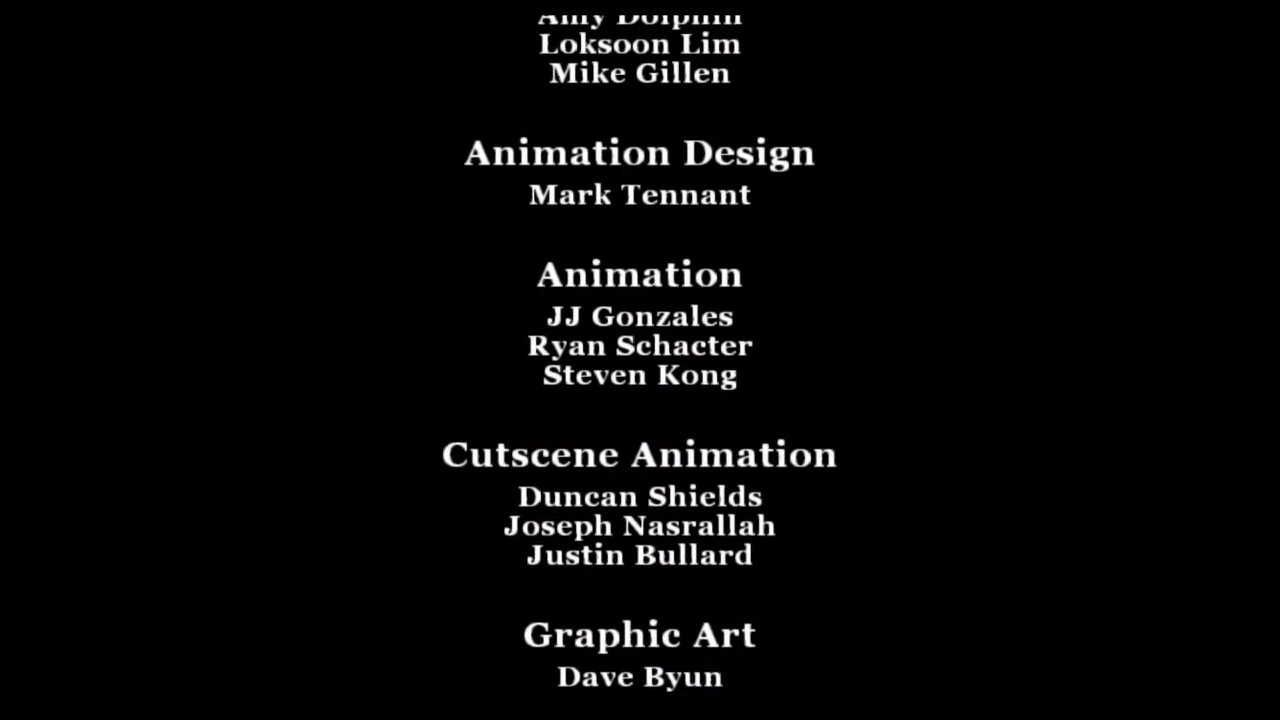 Amy Dolphin
Loksoon Lim
Mike Gillen
Animation Design
Mark Tennant
Animation
JJ Gonzales
Ryan Schacter
Steven Kong
Cutscene Animation
Duncan Shields
Joseph Nasrallah
Justin Bullard
Graphic Art
Dave Byun